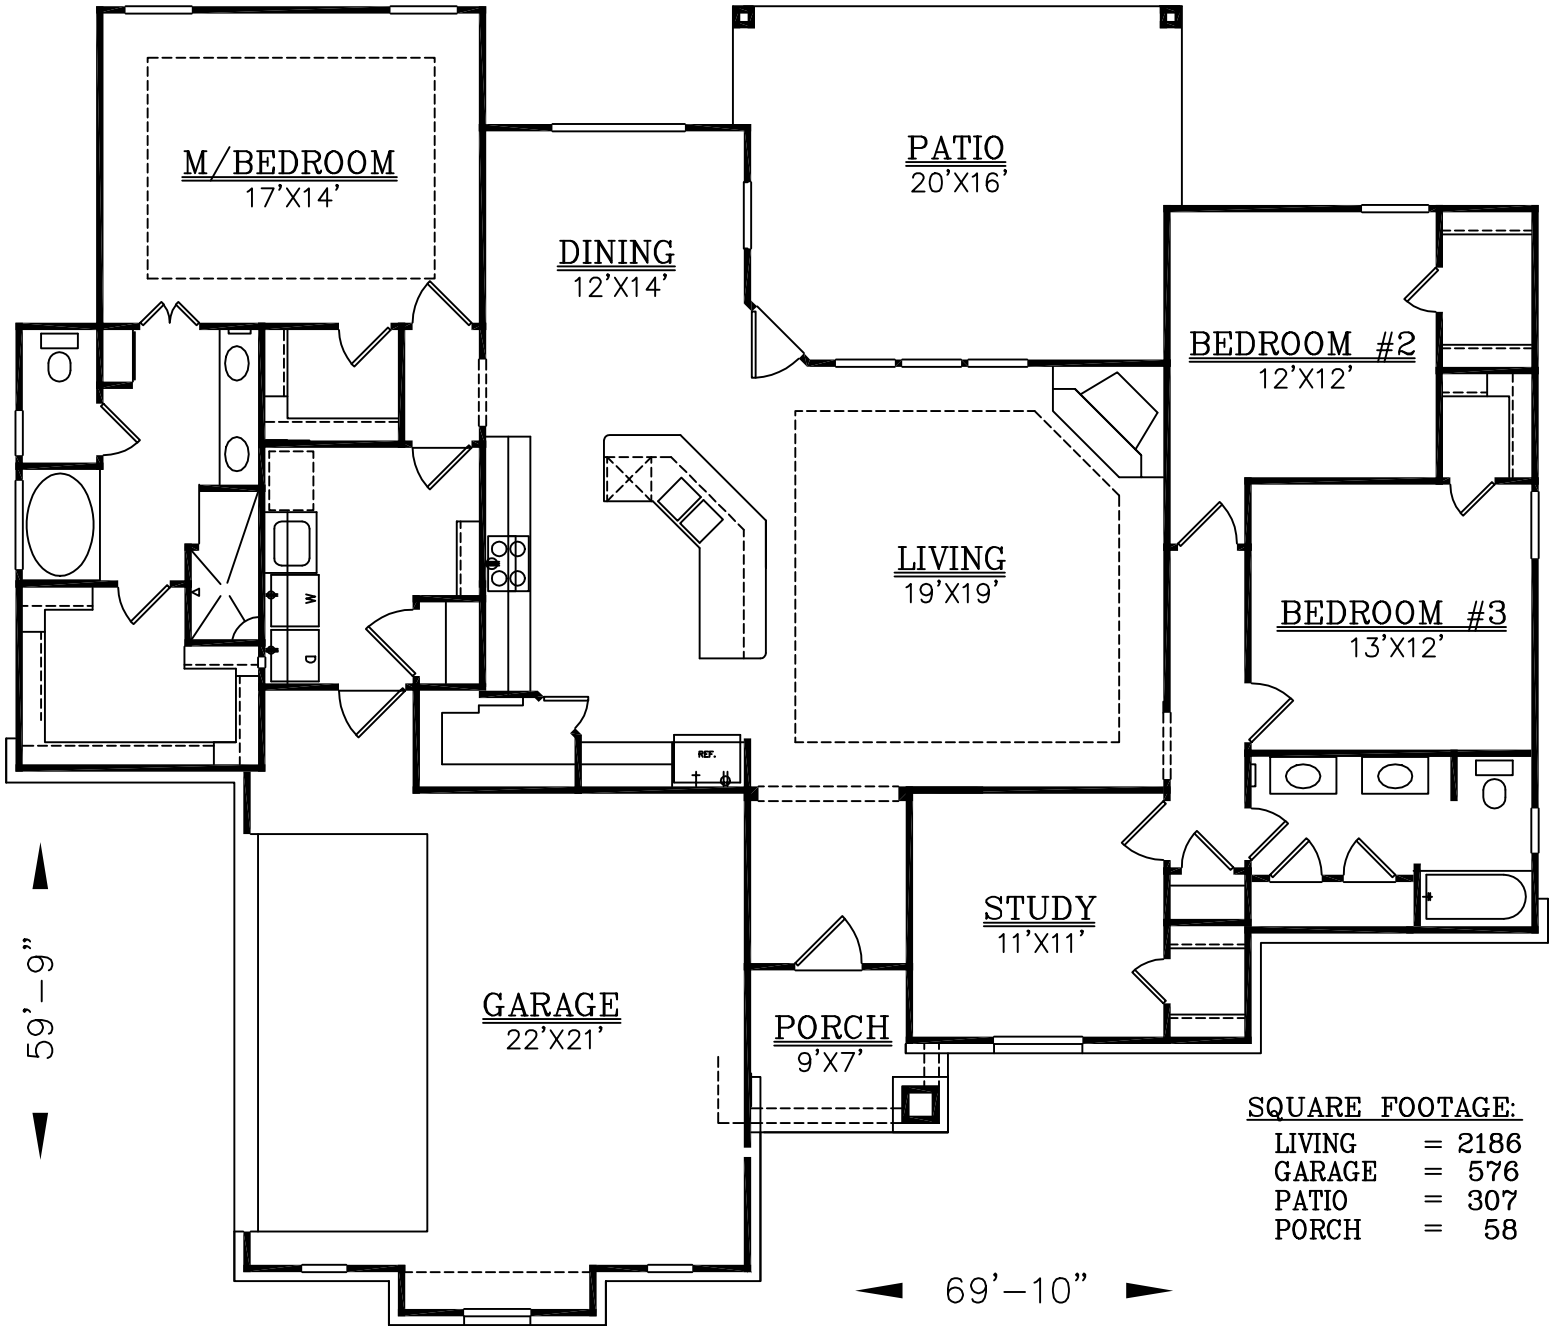 M/BEDROOM
17'X14'
PATIO
20'X16'
DINING
12'X14'
BEDROOM #2
12'X12'
LIVING
19'X19'
BEDROOM #3
13'X12'
W
D
REF.
STUDY
11'X11'
GARAGE
22'X21'
PORCH
9'X7'
59'-9"
69'-10"
SQUARE FOOTAGE:
LIVING = 2186
GARAGE = 576
PATIO = 307
PORCH = 58